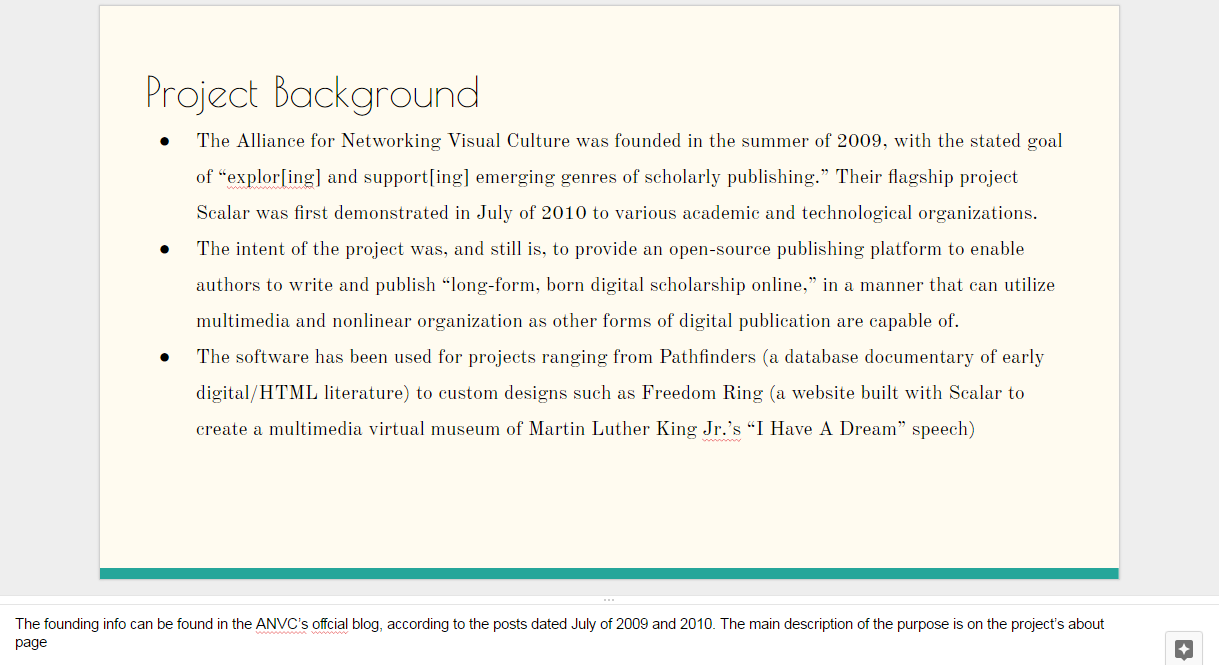 Project Background
● The Alliance for Networking Visual Culture was founded in the summer of 2009, with the stated goal
of “explor[ing] and support[ing] emerging genres of scholarly publishing.” Their flagship project
Scalar was first demonstrated in July of 2010 to various academic and technological organizations.
● The intent of the project was, and still is, to provide an open-source publishing platform to enable
authors to write and publish “long-form, born digital scholarship online,” in a manner that can utilize
multimedia and nonlinear organization as other forms of digital publication are capable of.
● The software has been used for projects ranging from Pathfinders (a database documentary of early
digital/HTML literature) to custom designs such as Freedom Ring (a website built with Scalar to
create a multimedia virtual museum of Martin Luther King Jr.’s “I Have A Dream” speech)
The founding info can be found in the ANVC’s offcial blog, according to the posts dated July of 2009 and 2010. The main description of the purpose is on the project’s about
page